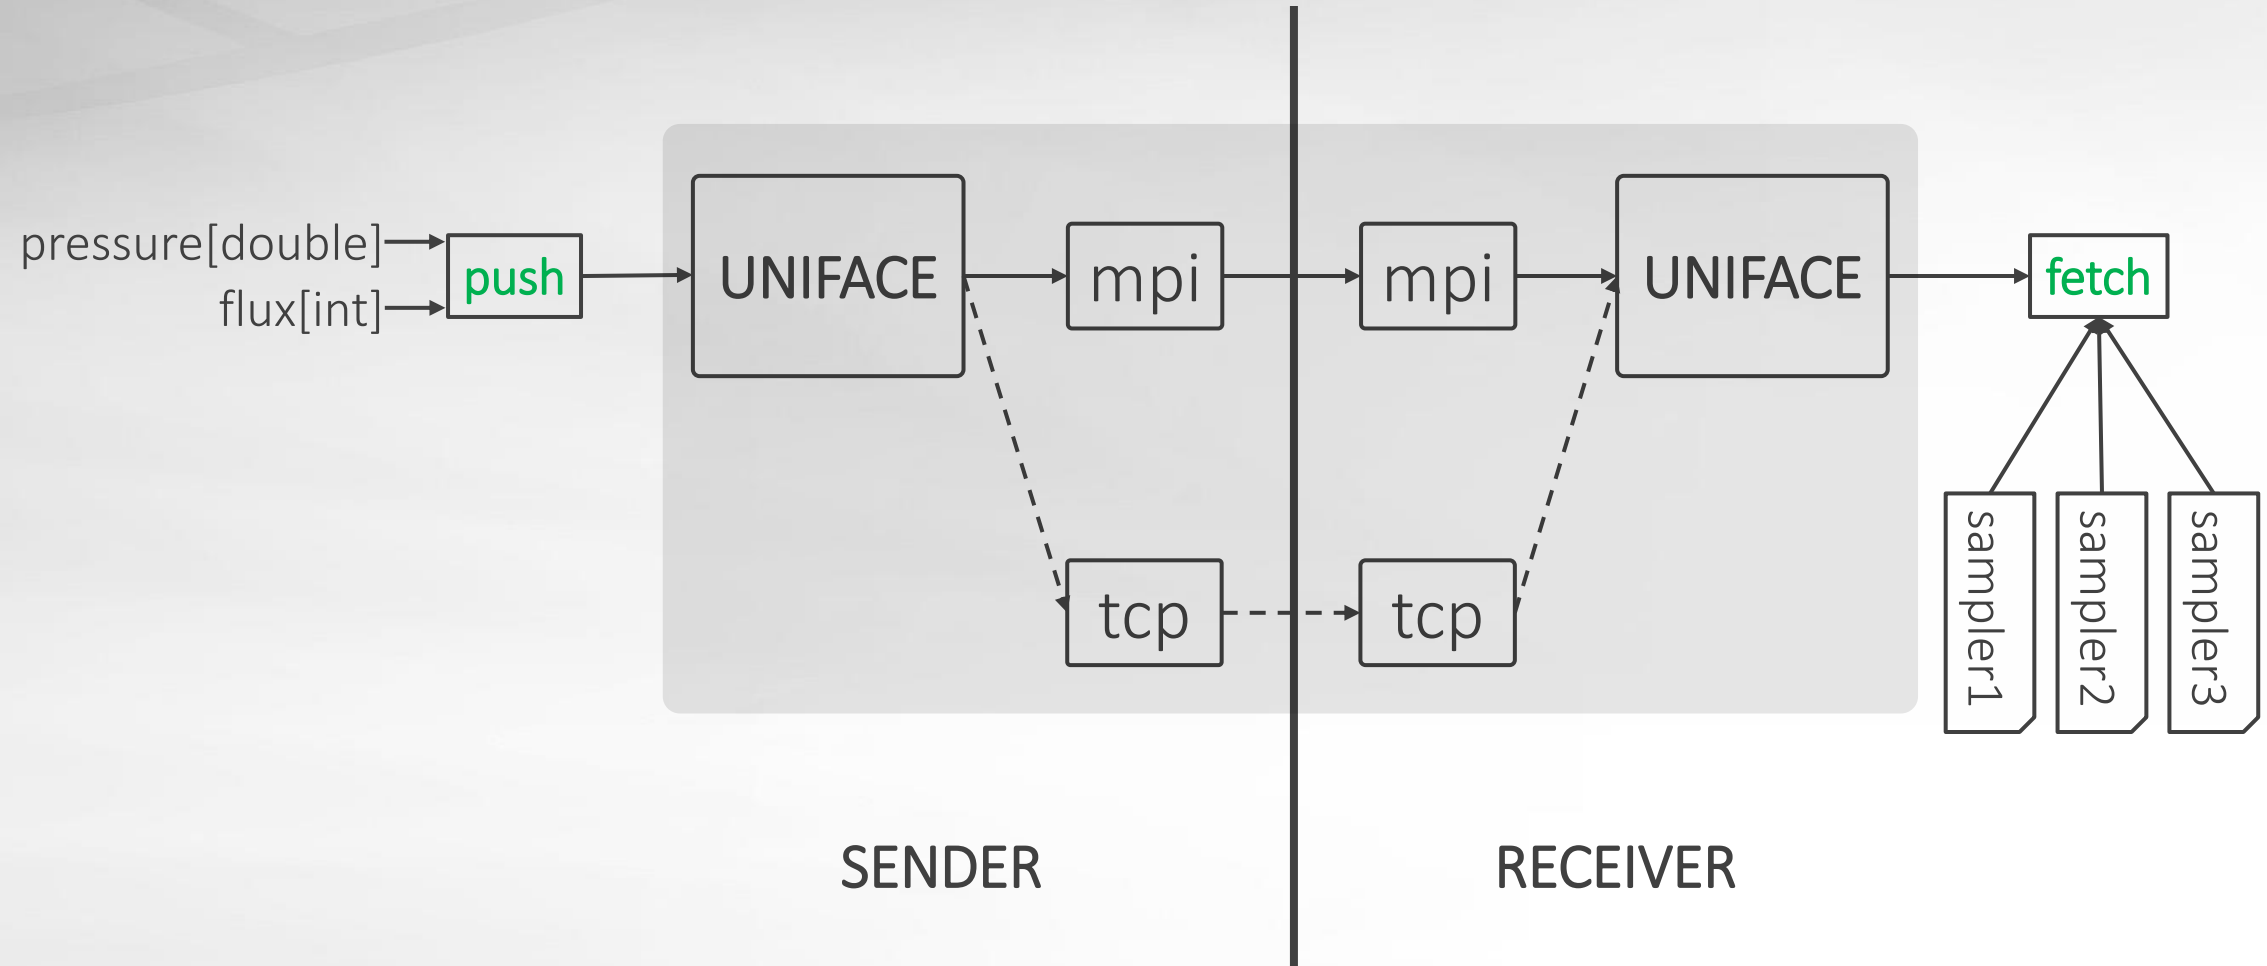 pressure[double]
flux[int]
push
UNIFACE
mpi
mpi
UNIFACE
fetch
tcp
tcp
sampler1
sampler2
sampler3
SENDER
RECEIVER